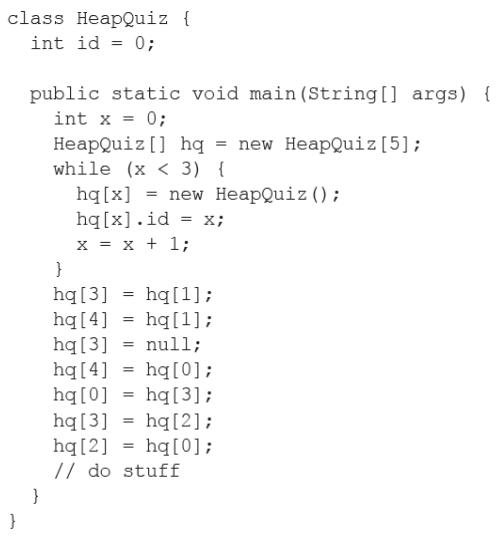 class HeapQuiz {
  int id = 0;

  public static void main(String[] args) {
    int x = 0;
    HeapQuiz[] hq = new HeapQuiz[5];
    while (x < 3) {
      hq[x] = new HeapQuiz();
      hq[x].id = x;
      x = x + 1;
    }
    hq[3] = hq[1];
    hq[4] = hq[1];
    hq[3] = null;
    hq[4] = hq[0];
    hq[0] = hq[3];
    hq[3] = hq[2];
    hq[2] = hq[0];
    // do stuff
  }
}